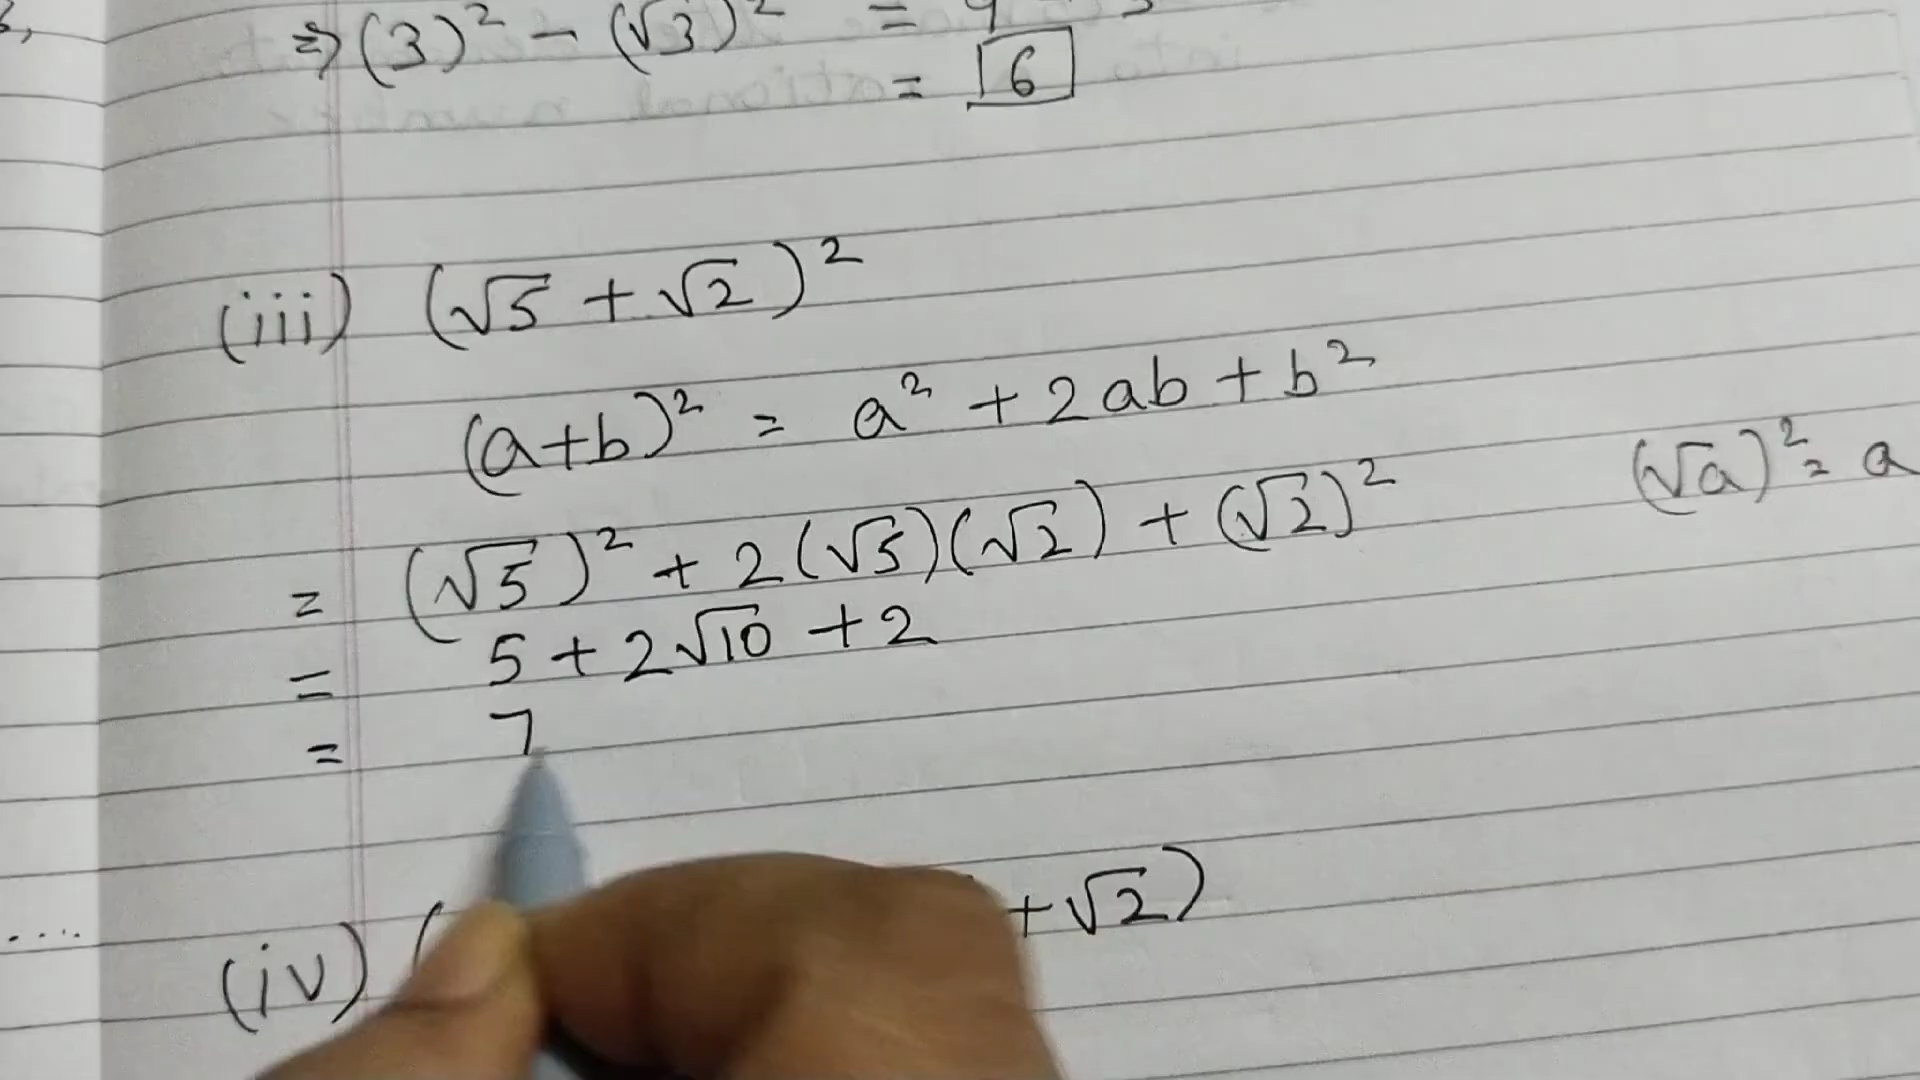 ⇒ (3)² - (√3)² = 9
= 6
(iii) (√5 + √2)²
(a+b)² = a² + 2ab + b²
(√a)² = a
= (√5)² + 2(√5)(√2) + (√2)²
= 5 + 2√10 + 2
= 7
(iv) ( + √2)
....